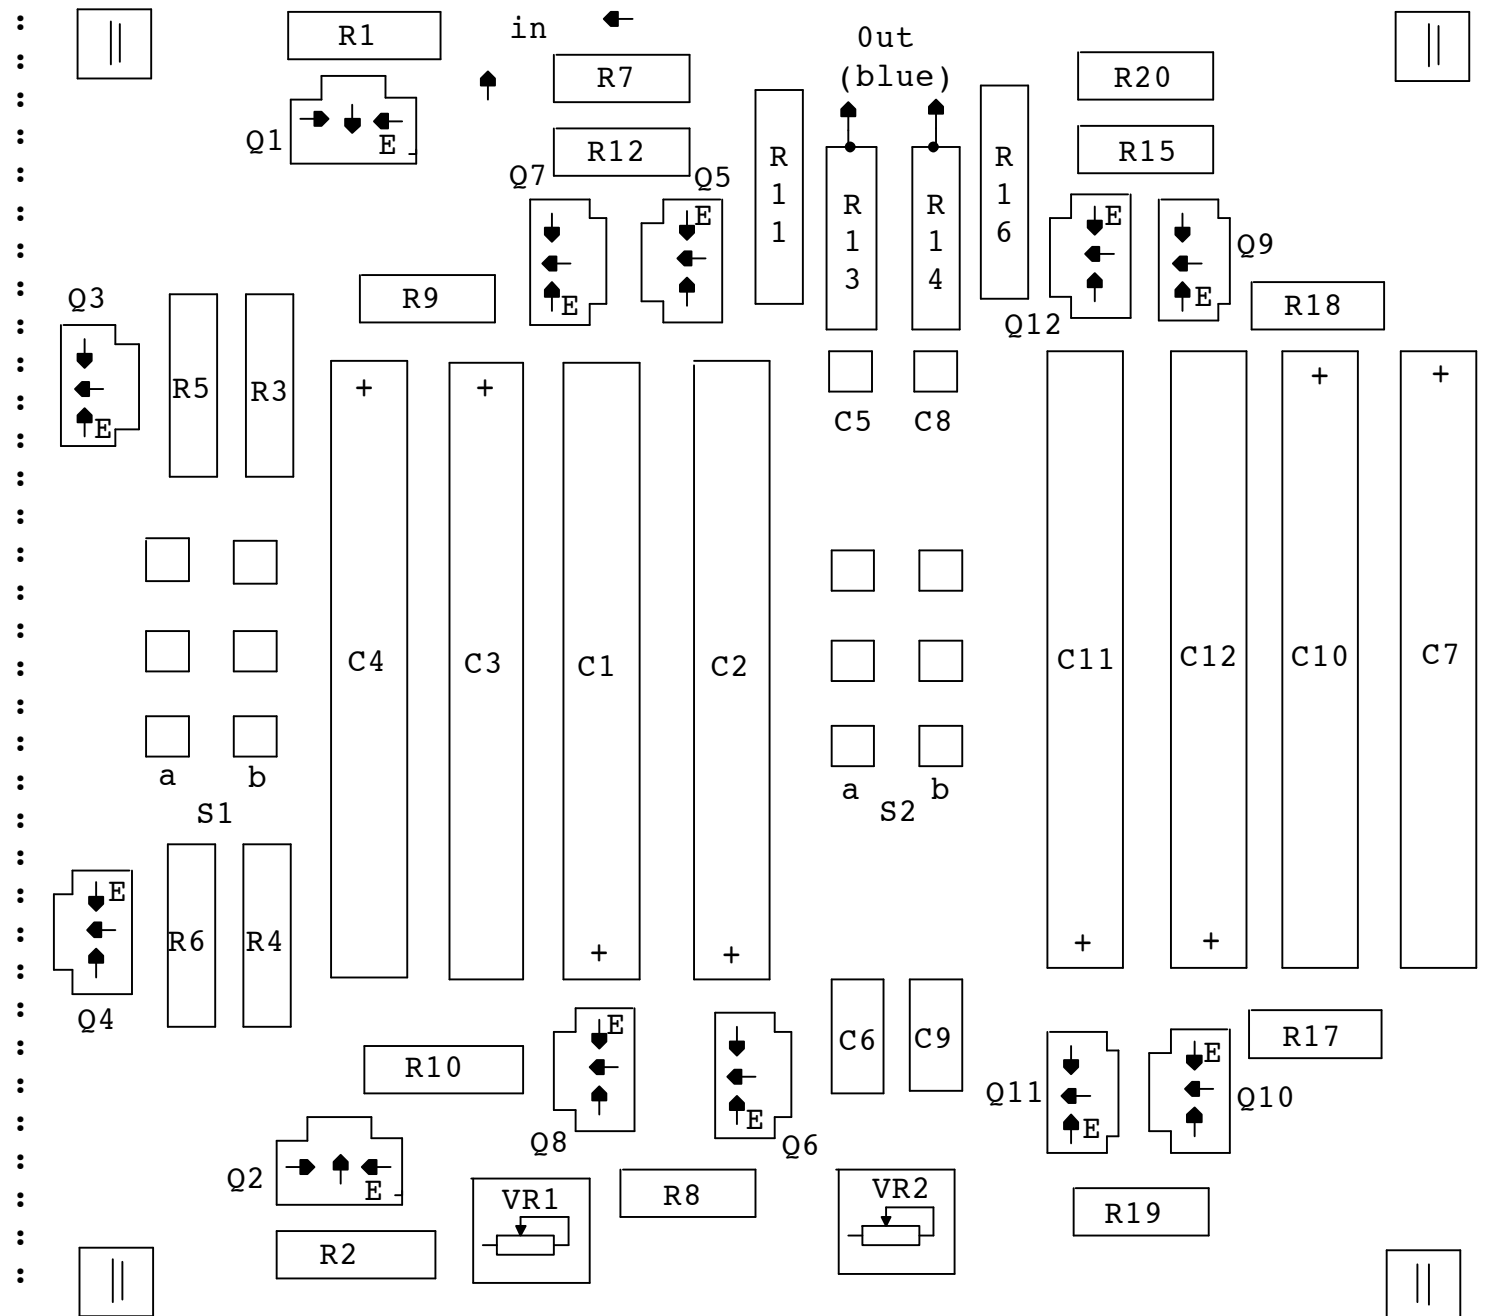 R1
in
0ut
(blue)
R7
R20
Q1
E
R12
R15
Q7
Q5
R11
R13
R14
R16
E
E
E
E
Q9
Q12
Q3
R9
R18
R5
R3
E
+
+
+
+
C5
C8
C4
C3
C1
C2
C11
C12
C10
C7
a
b
S1
a
b
S2
E
R6
R4
+
+
+
+
Q4
E
R10
C6
C9
R17
E
Q11
E
E
Q10
Q8
Q6
Q2
E
VR1
R8
VR2
R19
R2